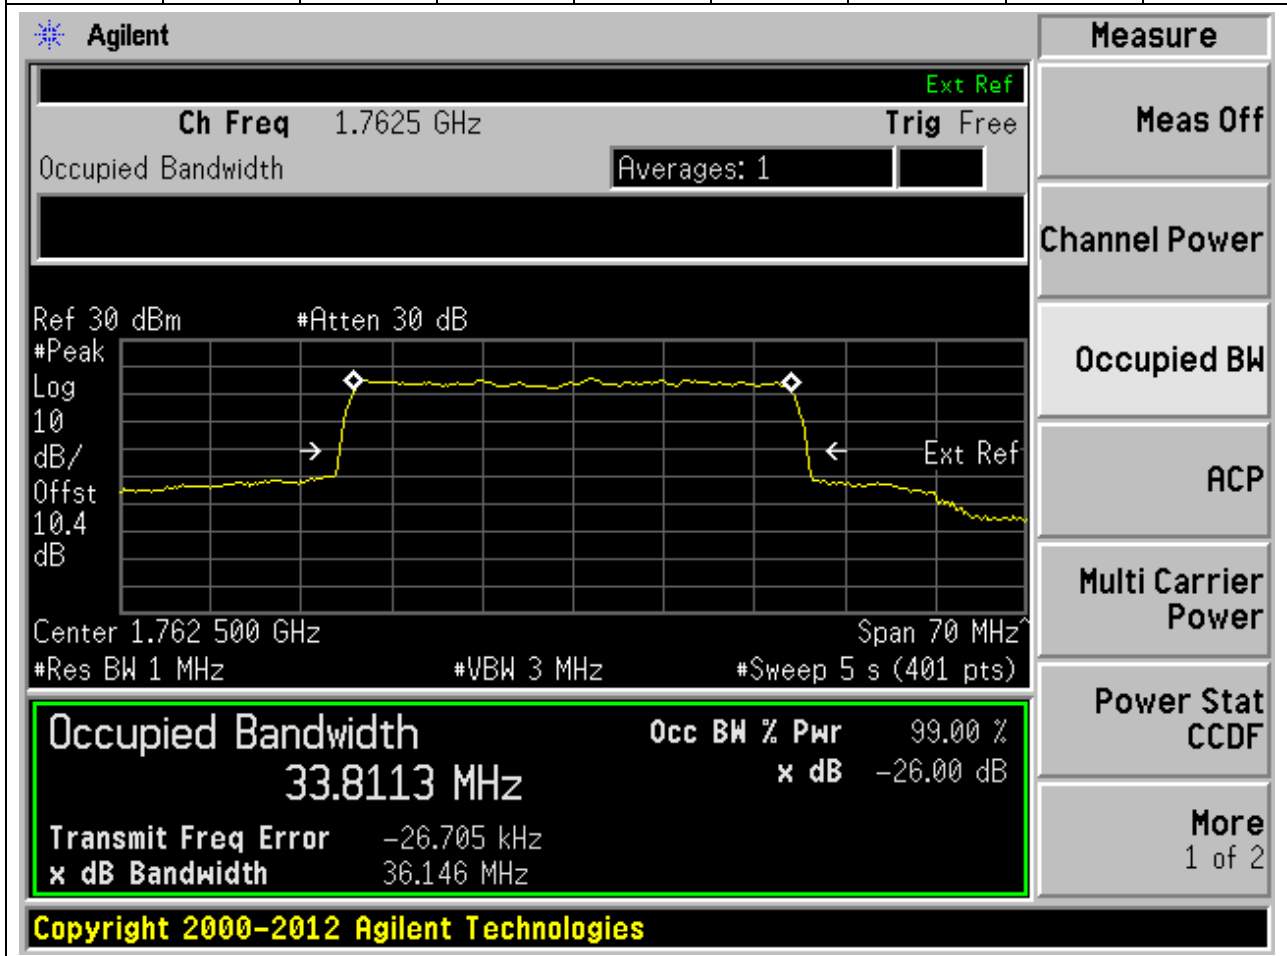 Agilent
Measure
Ext Ref
Ch Freq 1.7625 GHz Trig Free
Occupied Bandwidth Averages: 1
Meas Off
Channel Power
Ref 30 dBm #Atten 30 dB
#Peak
Log
10
dB/
Offst
10.4
dB
Ext Ref
Center 1.762 500 GHz Span 70 MHz^
#Res BW 1 MHz #VBW 3 MHz #Sweep 5 s (401 pts)
Occupied BW
ACP
Multi Carrier
Power
Power Stat
CCDF
More
1 of 2
Occupied Bandwidth Occ BW % Pwr 99.00 %
33.8113 MHz x dB -26.00 dB
Transmit Freq Error -26.705 kHz
x dB Bandwidth 36.146 MHz
Copyright 2000-2012 Agilent Technologies